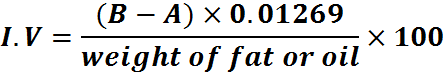 I.V = (B − A) × 0.01269 / weight of fat or oil × 100